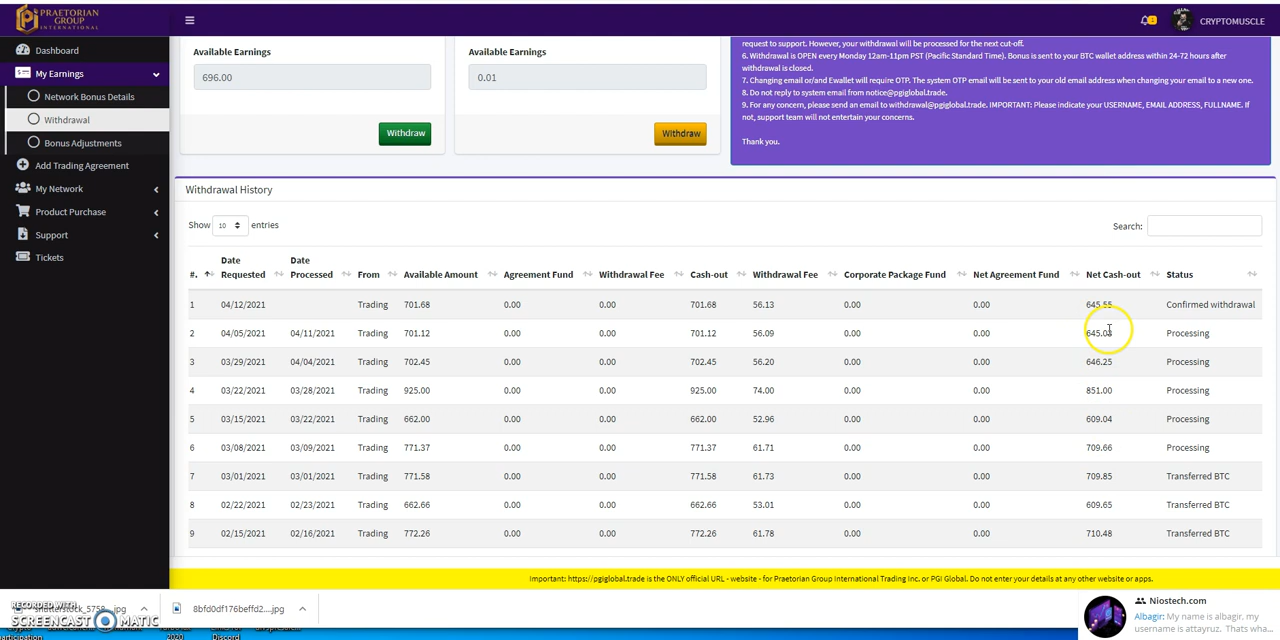 PRAETORIAN
GROUP
INTERNATIONAL
CRYPTOMUSCLE
Dashboard
My Earnings
Network Bonus Details
Withdrawal
Bonus Adjustments
Add Trading Agreement
My Network
Product Purchase
Support
Tickets
Available Earnings
696.00
Withdraw
Available Earnings
0.01
Withdraw
request to support. However, your withdrawal will be processed for the next cut-off.
6. Withdrawal is OPEN every Monday 12am-11pm PST (Pacific Standard Time). Bonus is sent to your BTC wallet address within 24-72 hours after
withdrawal is closed.
7. Changing email or/and Ewallet will require OTP. The system OTP email will be sent to your old email address when changing your email to a new one.
8. Do not reply to system email from notice@pgiglobal.trade.
9. For any concern, please send an email to withdrawal@pgiglobal.trade. IMPORTANT: Please indicate your USERNAME, EMAIL ADDRESS, FULLNAME. If
not, support team will not entertain your concerns.
Thank you.
Withdrawal History
Show 10 entries
Search:
#. Date Requested Date Processed From Available Amount Agreement Fund Withdrawal Fee Cash-out Withdrawal Fee Corporate Package Fund Net Agreement Fund Net Cash-out Status
1 04/12/2021 Trading 701.68 0.00 0.00 701.68 56.13 0.00 0.00 645.55 Confirmed withdrawal
2 04/05/2021 04/11/2021 Trading 701.12 0.00 0.00 701.12 56.09 0.00 0.00 645.03 Processing
3 03/29/2021 04/04/2021 Trading 702.45 0.00 0.00 702.45 56.20 0.00 0.00 646.25 Processing
4 03/22/2021 03/28/2021 Trading 925.00 0.00 0.00 925.00 74.00 0.00 0.00 851.00 Processing
5 03/15/2021 03/22/2021 Trading 662.00 0.00 0.00 662.00 52.96 0.00 0.00 609.04 Processing
6 03/08/2021 03/09/2021 Trading 771.37 0.00 0.00 771.37 61.71 0.00 0.00 709.66 Processing
7 03/01/2021 03/01/2021 Trading 771.58 0.00 0.00 771.58 61.73 0.00 0.00 709.85 Transferred BTC
8 02/22/2021 02/23/2021 Trading 662.66 0.00 0.00 662.66 53.01 0.00 0.00 609.65 Transferred BTC
9 02/15/2021 02/16/2021 Trading 772.26 0.00 0.00 772.26 61.78 0.00 0.00 710.48 Transferred BTC
Important: https://pgiglobal.trade is the ONLY official URL - website - for Praetorian Group International Trading Inc. or PGI Global. Do not enter your details at any other website or apps.
RECORDED WITH
SCREENCAST MATIC
8bfd0df176beffd2....jpg
Niostech.com
Albagir: My name is albagir, my
username is attayruz. Thats wha...
2020
Discord